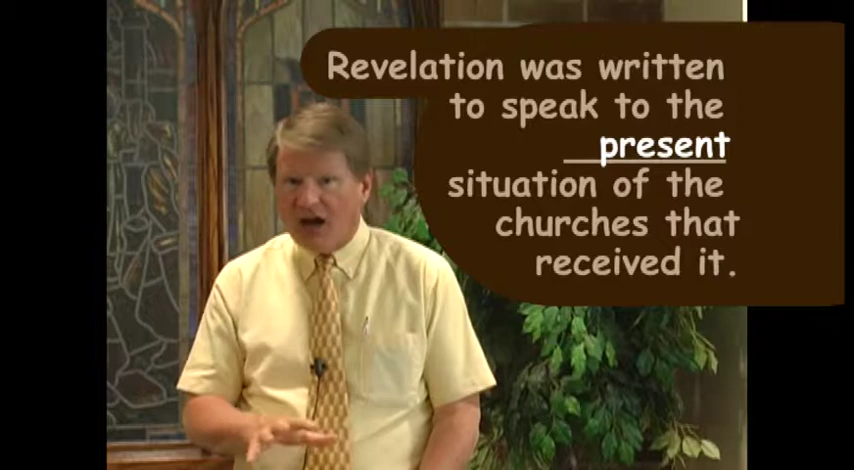 Revelation was written
to speak to the
present
situation of the
churches that
received it.